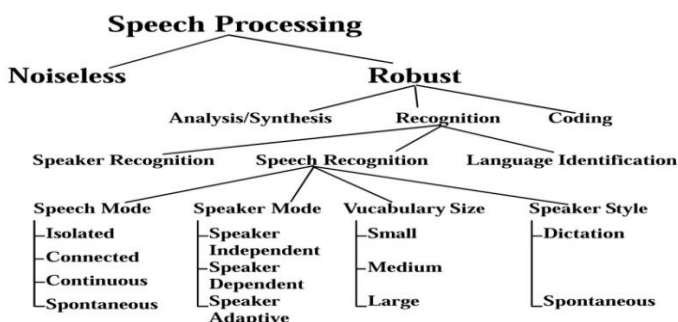 Speech Processing
Noiseless
Robust
Analysis/Synthesis
Recognition
Coding
Speaker Recognition
Speech Recognition
Language Identification
Speech Mode
Isolated
Connected
Continuous
Spontaneous
Speaker Mode
Speaker
Independent
Speaker
Dependent
Speaker
Adaptive
Vucabulary Size
Small
Medium
Large
Speaker Style
Dictation
Spontaneous